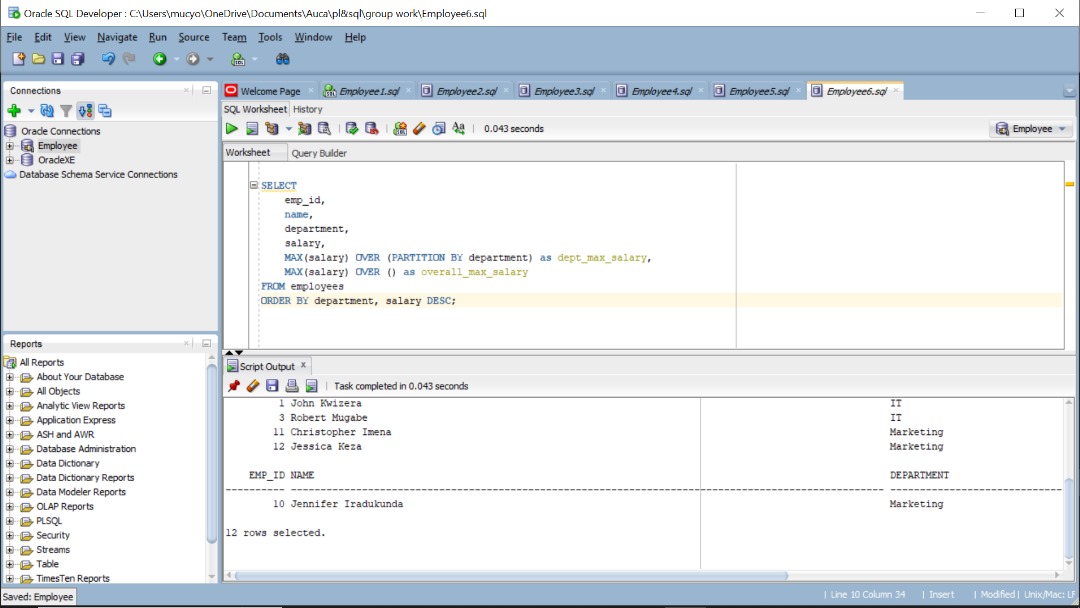 Oracle SQL Developer : C:\Users\mucyo\OneDrive\Documents\Auca\pl&sql\group work\Employee6.sql
File Edit View Navigate Run Source Team Tools Window Help
Connections
Oracle Connections
Employee
OracleXE
Database Schema Service Connections
Reports
All Reports
About Your Database
All Objects
Analytic View Reports
Application Express
ASH and AWR
Database Administration
Data Dictionary
Data Dictionary Reports
Data Modeler Reports
OLAP Reports
PLSQL
Security
Streams
Table
TimesTen Reports
Welcome Page Employee1.sql Employee2.sql Employee3.sql Employee4.sql Employee5.sql Employee6.sql
SQL Worksheet History
0.043 seconds Employee
Worksheet Query Builder
SELECT
emp_id,
name,
department,
salary,
MAX(salary) OVER (PARTITION BY department) as dept_max_salary,
MAX(salary) OVER () as overall_max_salary
FROM employees
ORDER BY department, salary DESC;
Script Output x
Task completed in 0.043 seconds
1 John Kwizera IT
3 Robert Mugabe IT
11 Christopher Imena Marketing
12 Jessica Keza Marketing
EMP_ID NAME DEPARTMENT
10 Jennifer Iradukunda Marketing
12 rows selected.
Saved: Employee Line 10 Column 34 Insert Modified Unix/Mac: LF